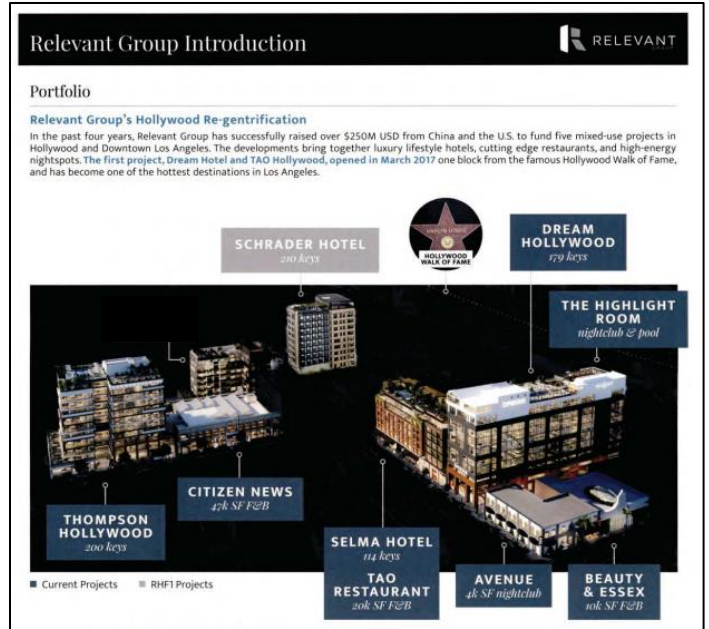 Relevant Group Introduction
RELEVANT
GROUP
Portfolio
Relevant Group's Hollywood Re-gentrification
In the past four years, Relevant Group has successfully raised over $250M USD from China and the U.S. to fund five mixed-use projects in
Hollywood and Downtown Los Angeles. The developments bring together luxury lifestyle hotels, cutting edge restaurants, and high-energy
nightspots. The first project, Dream Hotel and TAO Hollywood, opened in March 2017 one block from the famous Hollywood Walk of Fame,
and has become one of the hottest destinations in Los Angeles.
SCHRADER HOTEL
210 keys
HOLLYWOOD
WALK OF FAME
DREAM
HOLLYWOOD
179 keys
THE HIGHLIGHT
ROOM
nightclub & pool
CITIZEN NEWS
47k SF F&B
THOMPSON
HOLLYWOOD
200 keys
SELMA HOTEL
114 keys
TAO
RESTAURANT
20k SF F&B
AVENUE
4k SF nightclub
BEAUTY
& ESSEX
10k SF F&B
Current Projects
RHF1 Projects